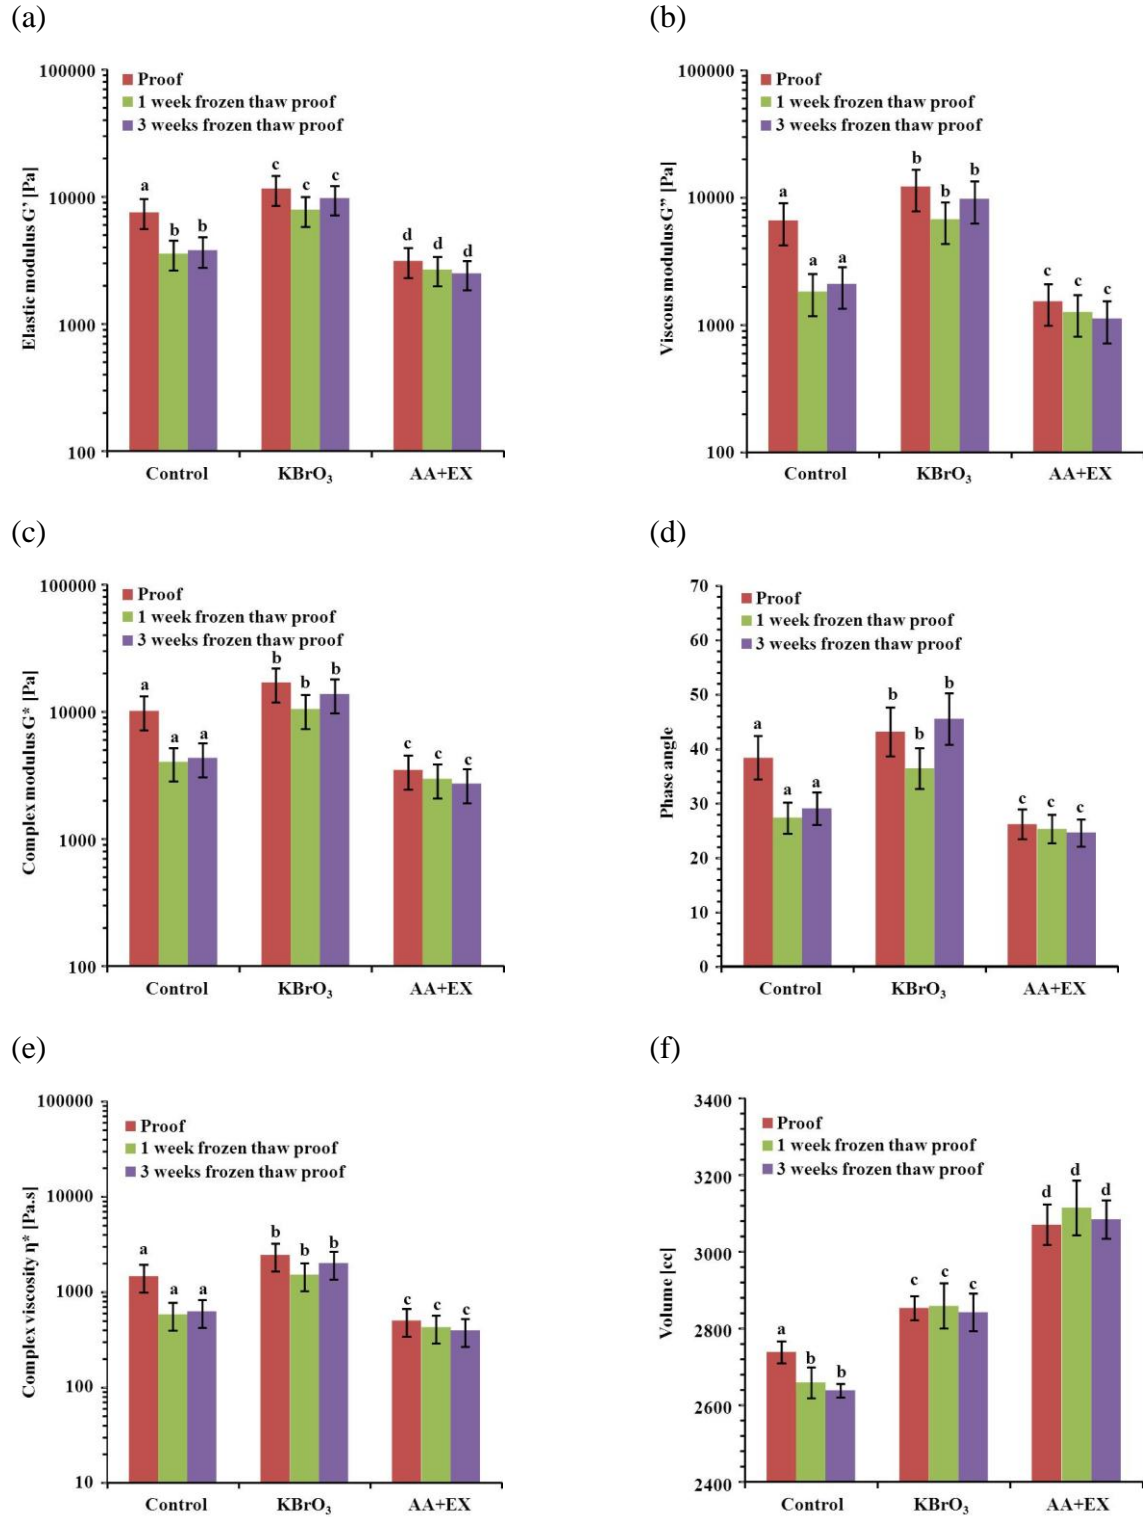 (a)
100000
10000
1000
100
Elastic modulus G’ [Pa]
Proof
1 week frozen thaw proof
3 weeks frozen thaw proof
a
b b
c
c c
d d d
Control KBrO₃ AA+EX
(b)
100000
10000
1000
100
Viscous modulus G” [Pa]
Proof
1 week frozen thaw proof
3 weeks frozen thaw proof
a
a a
b
b b
c c c
Control KBrO₃ AA+EX
(c)
100000
10000
1000
100
Complex modulus G* [Pa]
Proof
1 week frozen thaw proof
3 weeks frozen thaw proof
a
a a
b
b b
c c c
Control KBrO₃ AA+EX
(d)
70
60
50
40
30
20
10
0
Phase angle
Proof
1 week frozen thaw proof
3 weeks frozen thaw proof
a
a a
b
b b
c c c
Control KBrO₃ AA+EX
(e)
100000
10000
1000
100
10
Complex viscosity η* [Pa.s]
Proof
1 week frozen thaw proof
3 weeks frozen thaw proof
a
a a
b b b
c c c
Control KBrO₃ AA+EX
(f)
3400
3200
3000
2800
2600
2400
Volume [cc]
Proof
1 week frozen thaw proof
3 weeks frozen thaw proof
a
b b
c c c
d d d
Control KBrO₃ AA+EX